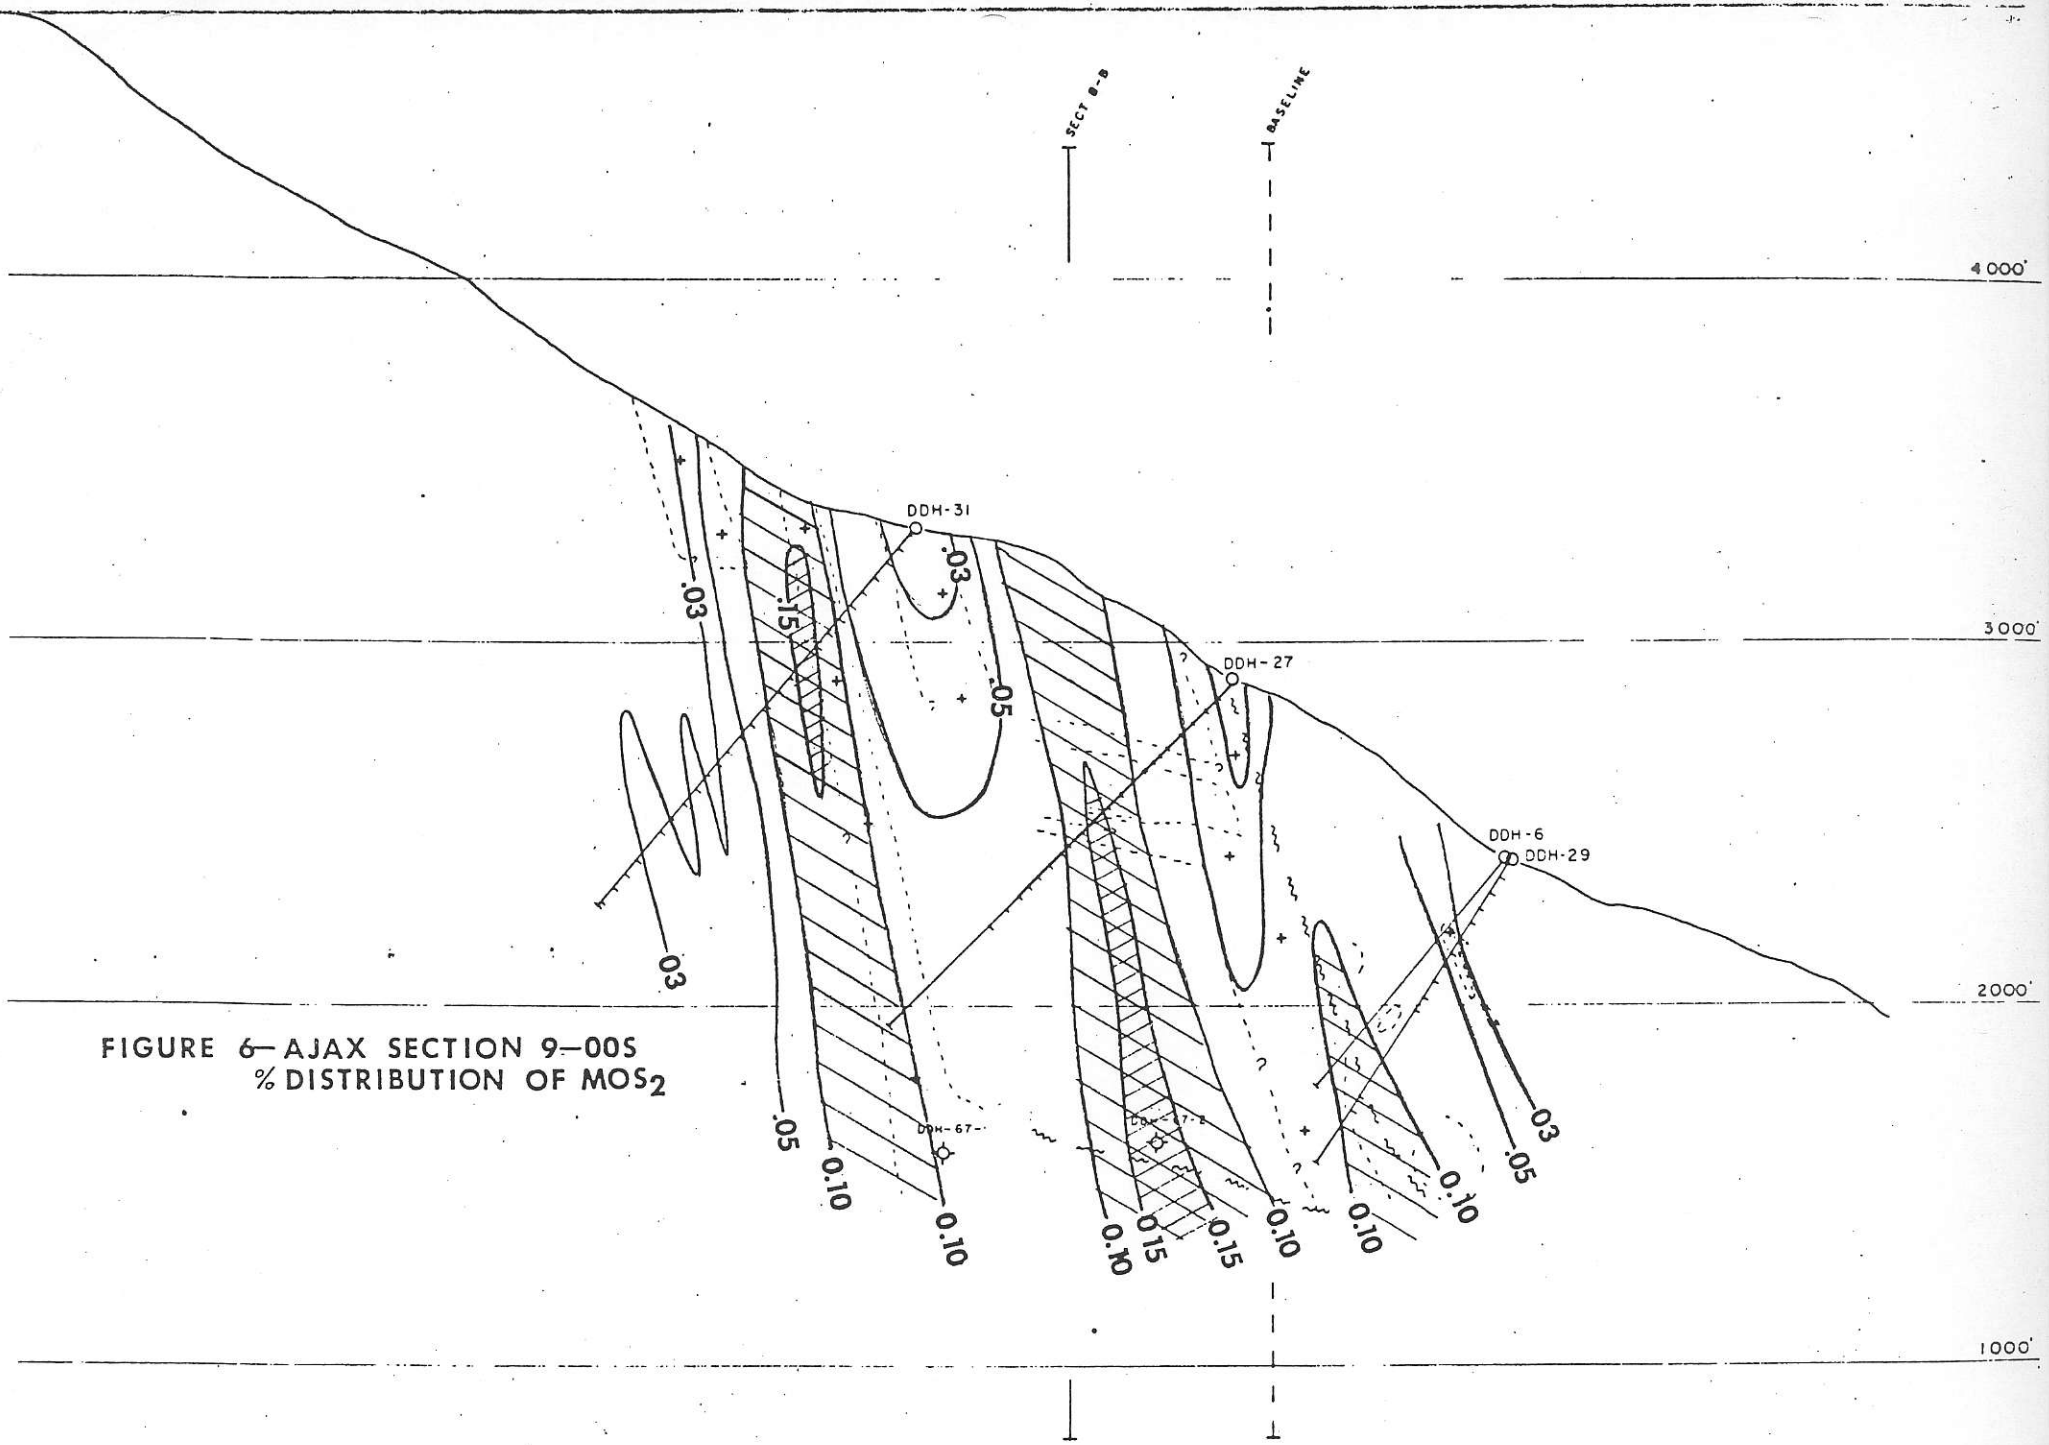 SECT B-B
BASELINE
4000'
DDH-31
.03
.03
.15
3000'
DDH-27
.05
DDH-6
DDH-29
.03
2000'
FIGURE 6-AJAX SECTION 9-00S
% DISTRIBUTION OF MOS2
.05
DDH-67-
0.10
0.10
0.10
0.15
0.15
0.10
0.10
0.10
.03
.05
1000'